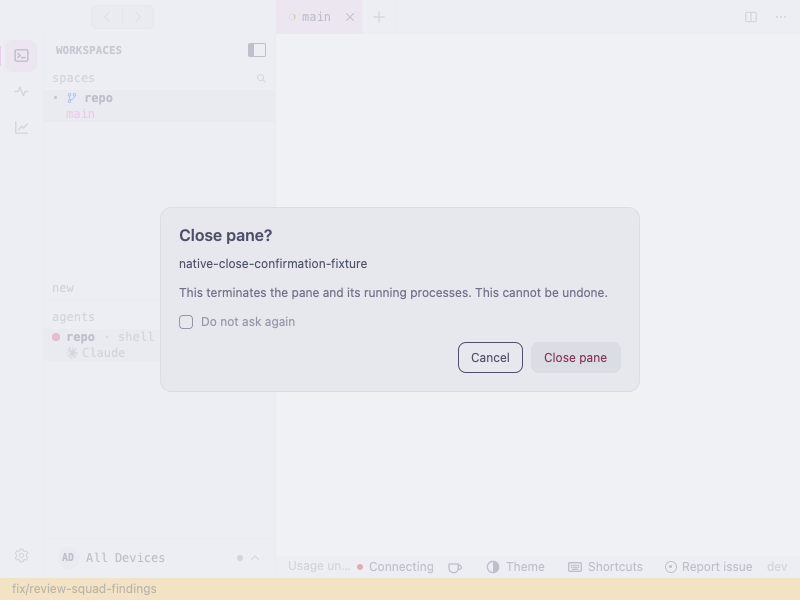 main
WORKSPACES
spaces
repo
main
Close pane?
native-close-confirmation-fixture
This terminates the pane and its running processes. This cannot be undone.
Do not ask again
Cancel
Close pane
new
agents
repo · shell
Claude
AD All Devices
Usage un... Connecting Theme Shortcuts Report issue dev
fix/review-squad-findings